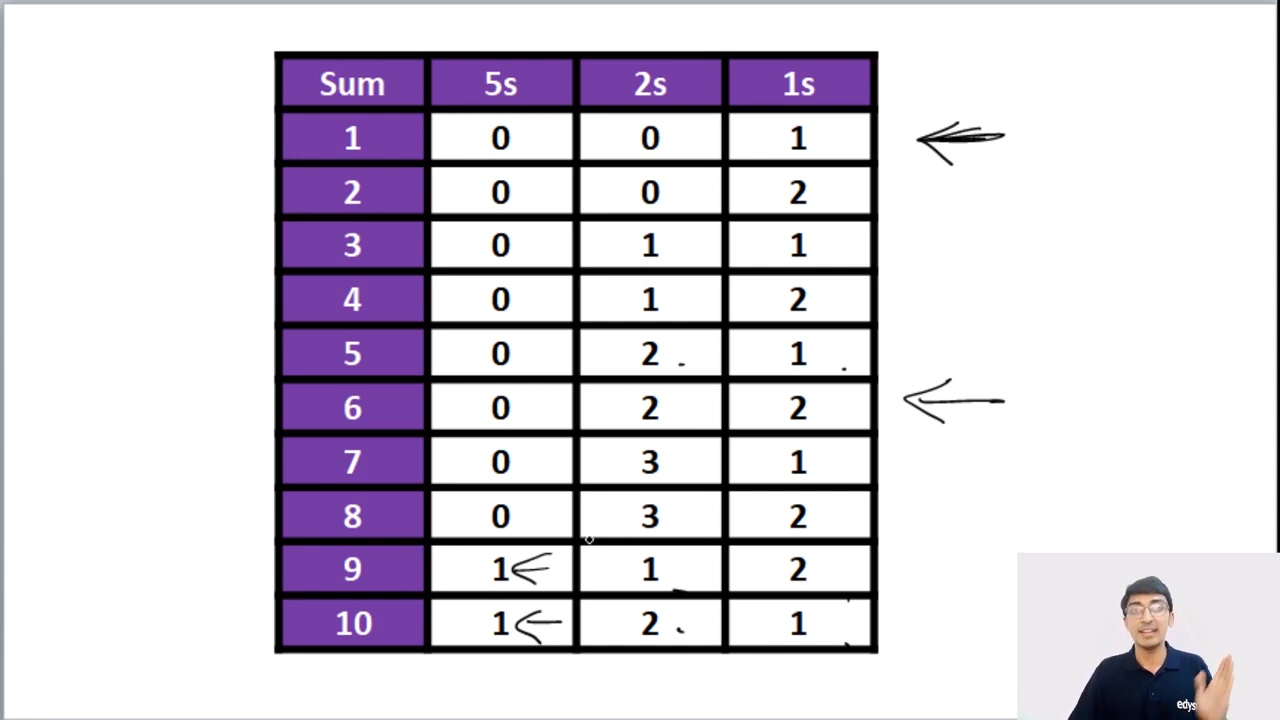 Sum 5s 2s 1s
1 0 0 1
2 0 0 2
3 0 1 1
4 0 1 2
5 0 2 1
6 0 2 2
7 0 3 1
8 0 3 2
9 1 1 2
10 1 2 1